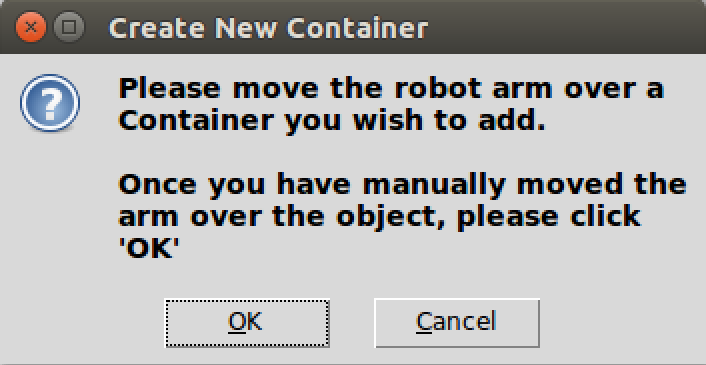 Create New Container
Please move the robot arm over a
Container you wish to add.
Once you have manually moved the
arm over the object, please click
'OK'
OK
Cancel